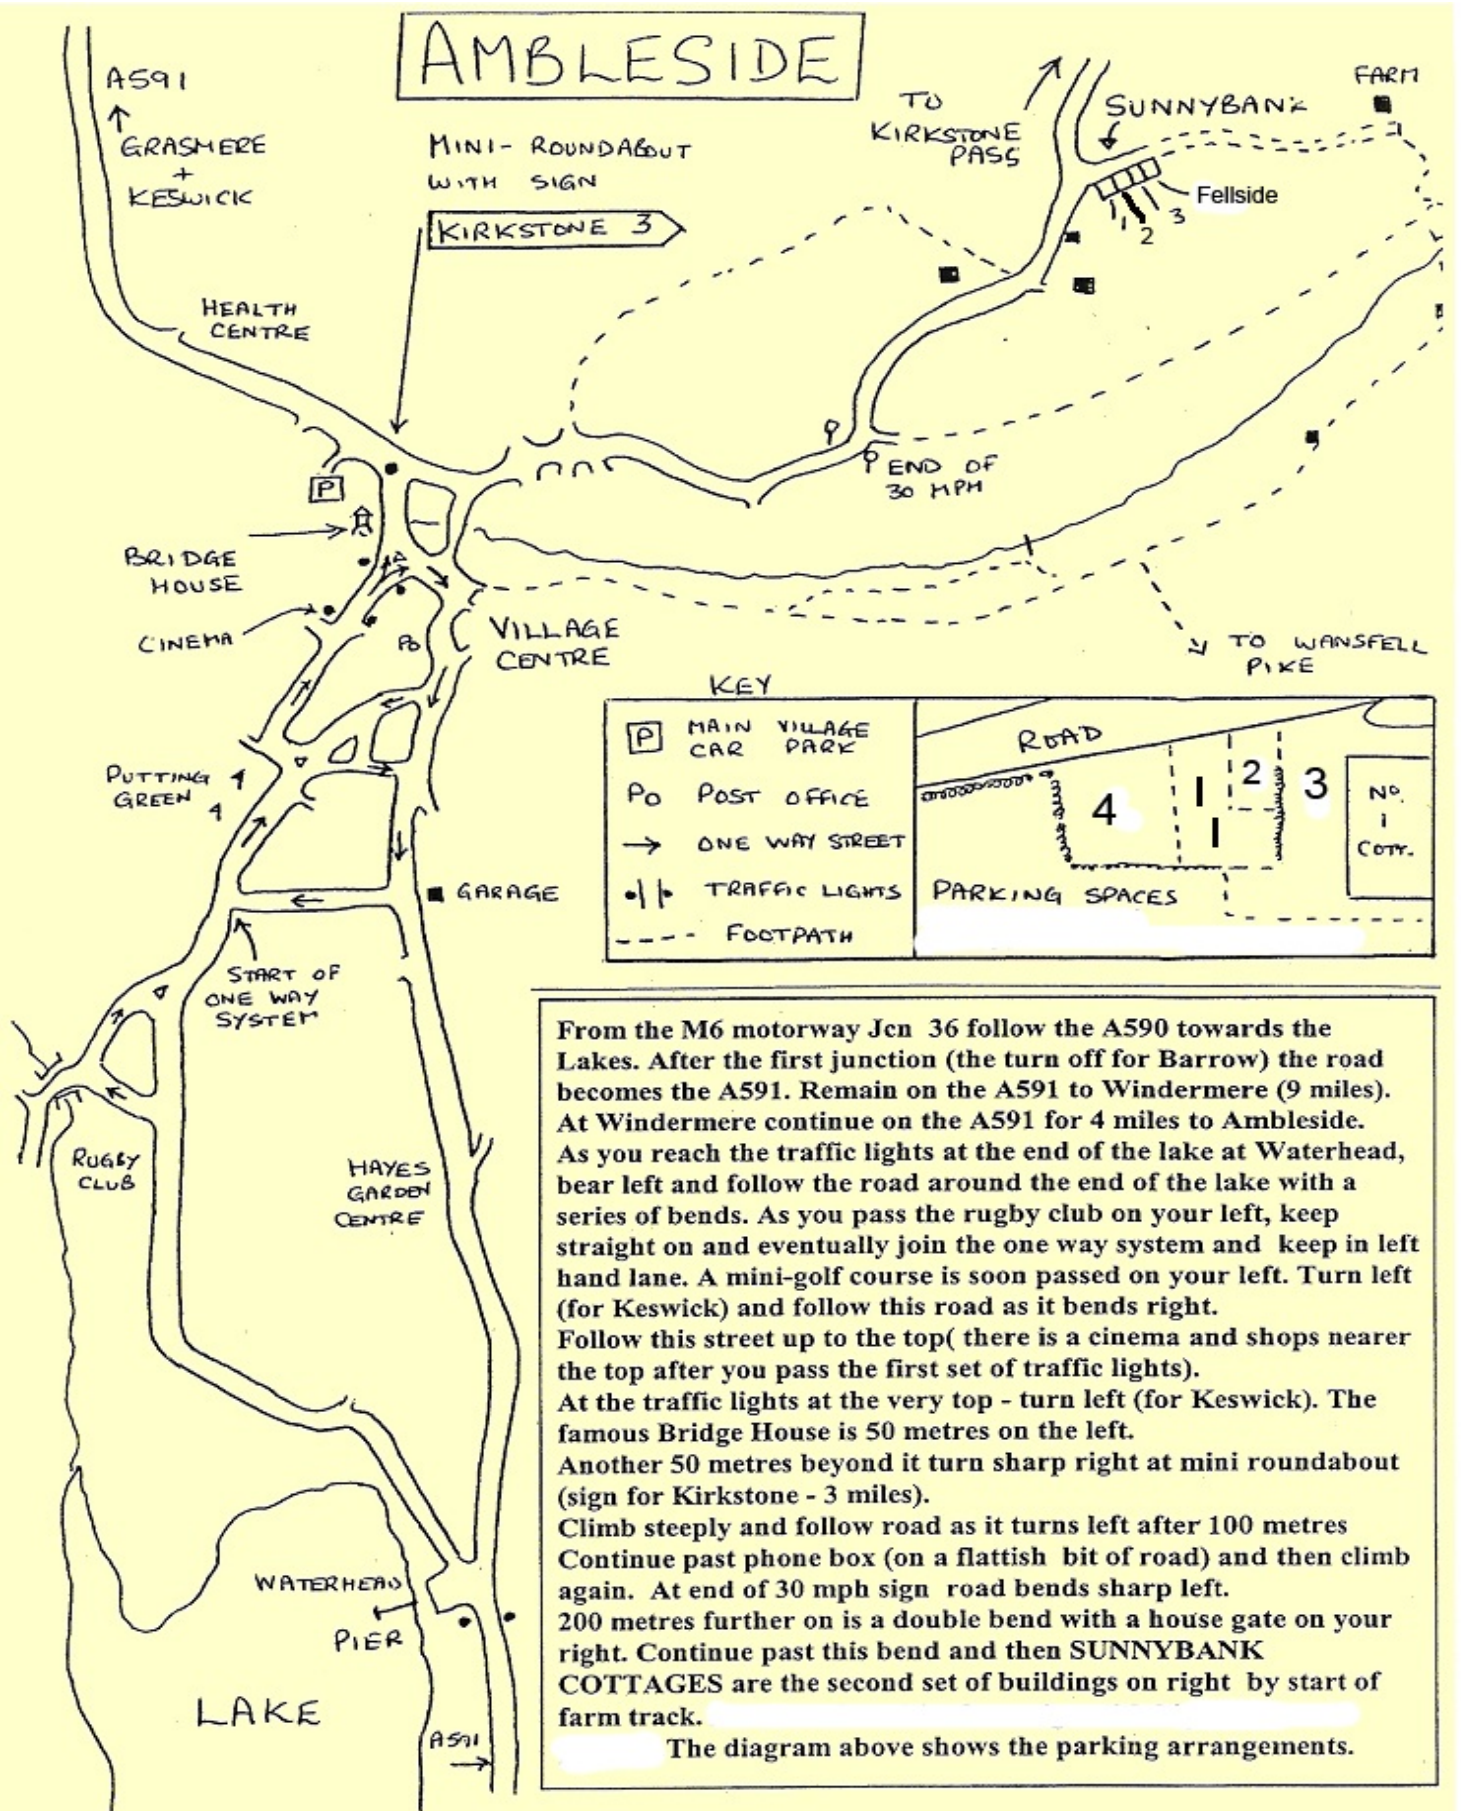 AMBLESIDE
A591
GRASMERE
+
KESWICK
MINI-ROUNDABOUT
WITH SIGN
KIRKSTONE 3
TO
KIRKSTONE
PASS
SUNNYBANK
FARM
Fellside
1
2
3
HEALTH
CENTRE
P
END OF
30 MPH
BRIDGE
HOUSE
CINEMA
PO
VILLAGE
CENTRE
TO WANSFELL
PIKE
PUTTING
GREEN
GARAGE
START OF
ONE WAY
SYSTEM
RUGBY
CLUB
HAYES
GARDEN
CENTRE
WATERHEAD
PIER
LAKE
A591
KEY
P MAIN VILLAGE
CAR PARK
PO POST OFFICE
→ ONE WAY STREET
TRAFFIC LIGHTS
FOOTPATH
ROAD
4
1
1
2
3
NO.
1
COTT.
PARKING SPACES
From the M6 motorway Jcn 36 follow the A590 towards the
Lakes. After the first junction (the turn off for Barrow) the road
becomes the A591. Remain on the A591 to Windermere (9 miles).
At Windermere continue on the A591 for 4 miles to Ambleside.
As you reach the traffic lights at the end of the lake at Waterhead,
bear left and follow the road around the end of the lake with a
series of bends. As you pass the rugby club on your left, keep
straight on and eventually join the one way system and keep in left
hand lane. A mini-golf course is soon passed on your left. Turn left
(for Keswick) and follow this road as it bends right.
Follow this street up to the top( there is a cinema and shops nearer
the top after you pass the first set of traffic lights).
At the traffic lights at the very top - turn left (for Keswick). The
famous Bridge House is 50 metres on the left.
Another 50 metres beyond it turn sharp right at mini roundabout
(sign for Kirkstone - 3 miles).
Climb steeply and follow road as it turns left after 100 metres
Continue past phone box (on a flattish bit of road) and then climb
again. At end of 30 mph sign road bends sharp left.
200 metres further on is a double bend with a house gate on your
right. Continue past this bend and then SUNNYBANK
COTTAGES are the second set of buildings on right by start of
farm track.
The diagram above shows the parking arrangements.